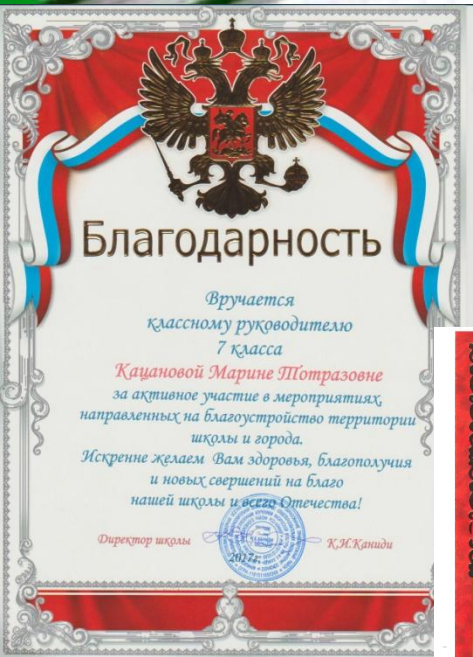 Благодарность
Вручается
классному руководителю
7 класса
Кацановой Марине Тотразовне
за активное участие в мероприятиях,
направленных на благоустройство территории
школы и города.
Искренне желаем Вам здоровья, благополучия
и новых свершений на благо
нашей школы и всего Отечества!
Директор школы К.И.Каниди
2017г.